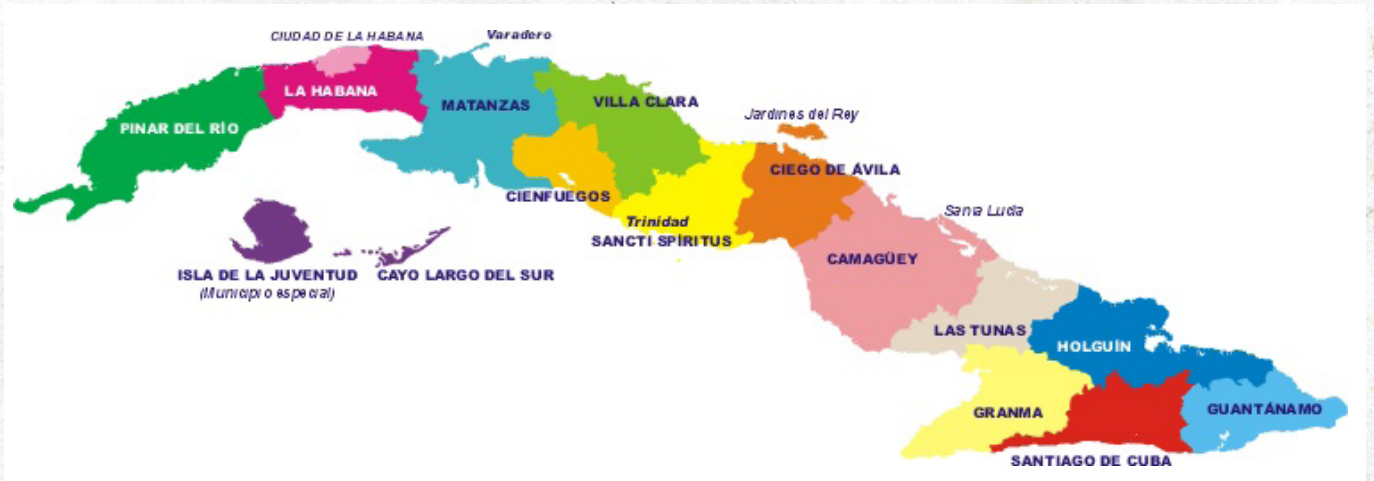 CIUDAD DE LA HABANA
Varadero
LA HABANA
MATANZAS
VILLA CLARA
PINAR DEL RÍO
Jardines del Rey
CIEGO DE ÁVILA
CIENFUEGOS
Trinidad
SANCTI SPÍRITUS
Santa Lucía
CAMAGÜEY
ISLA DE LA JUVENTUD
(Municipio especial)
CAYO LARGO DEL SUR
LAS TUNAS
HOLGUÍN
GRANMA
GUANTÁNAMO
SANTIAGO DE CUBA